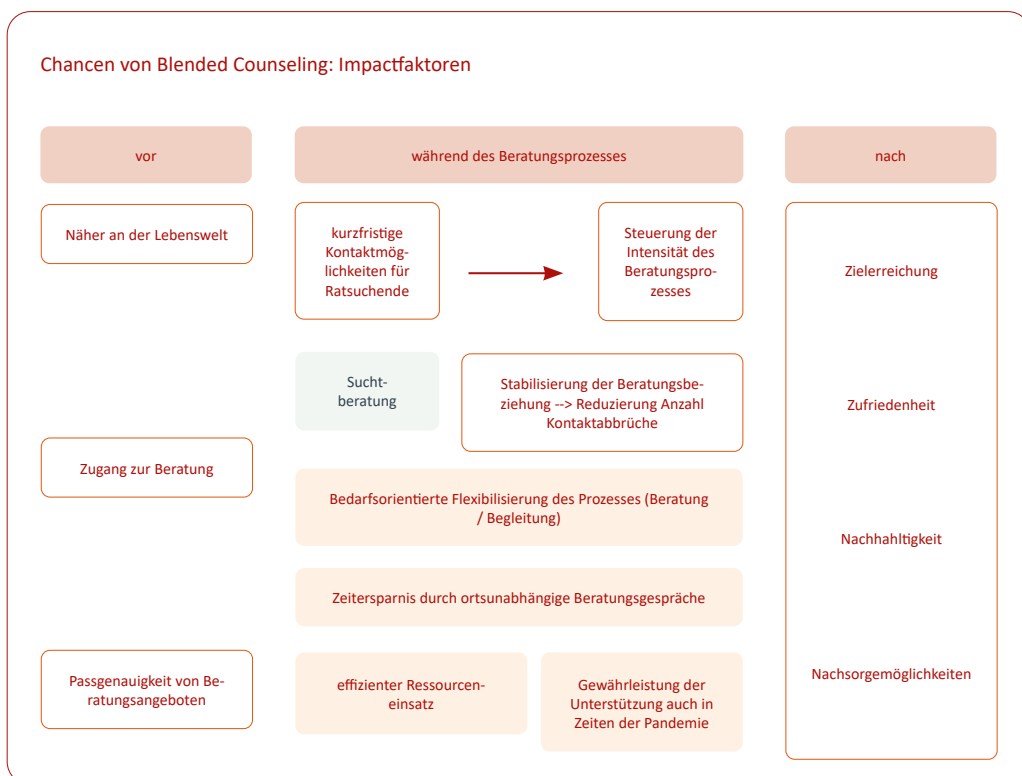 Chancen von Blended Counseling: Impactfaktoren
vor
während des Beratungsprozesses
nach
Näher an der Lebenswelt
kurzfristige
Kontaktmög-
lichkeiten für
Ratsuchende
Steuerung der
Intensität des
Beratungspro-
zesses
Zielerreichung
Sucht-
beratung
Stabilisierung der Beratungsbe-
ziehung --> Reduzierung Anzahl
Kontaktabbrüche
Zufriedenheit
Zugang zur Beratung
Bedarfsorientierte Flexibilisierung des Prozesses (Beratung
/ Begleitung)
Nachhahltigkeit
Zeitersparnis durch ortsunabhängige Beratungsgespräche
Passgenauigkeit von Be-
ratungsangeboten
effizienter Ressourcen-
einsatz
Gewährleistung der
Unterstützung auch in
Zeiten der Pandemie
Nachsorgemöglichkeiten